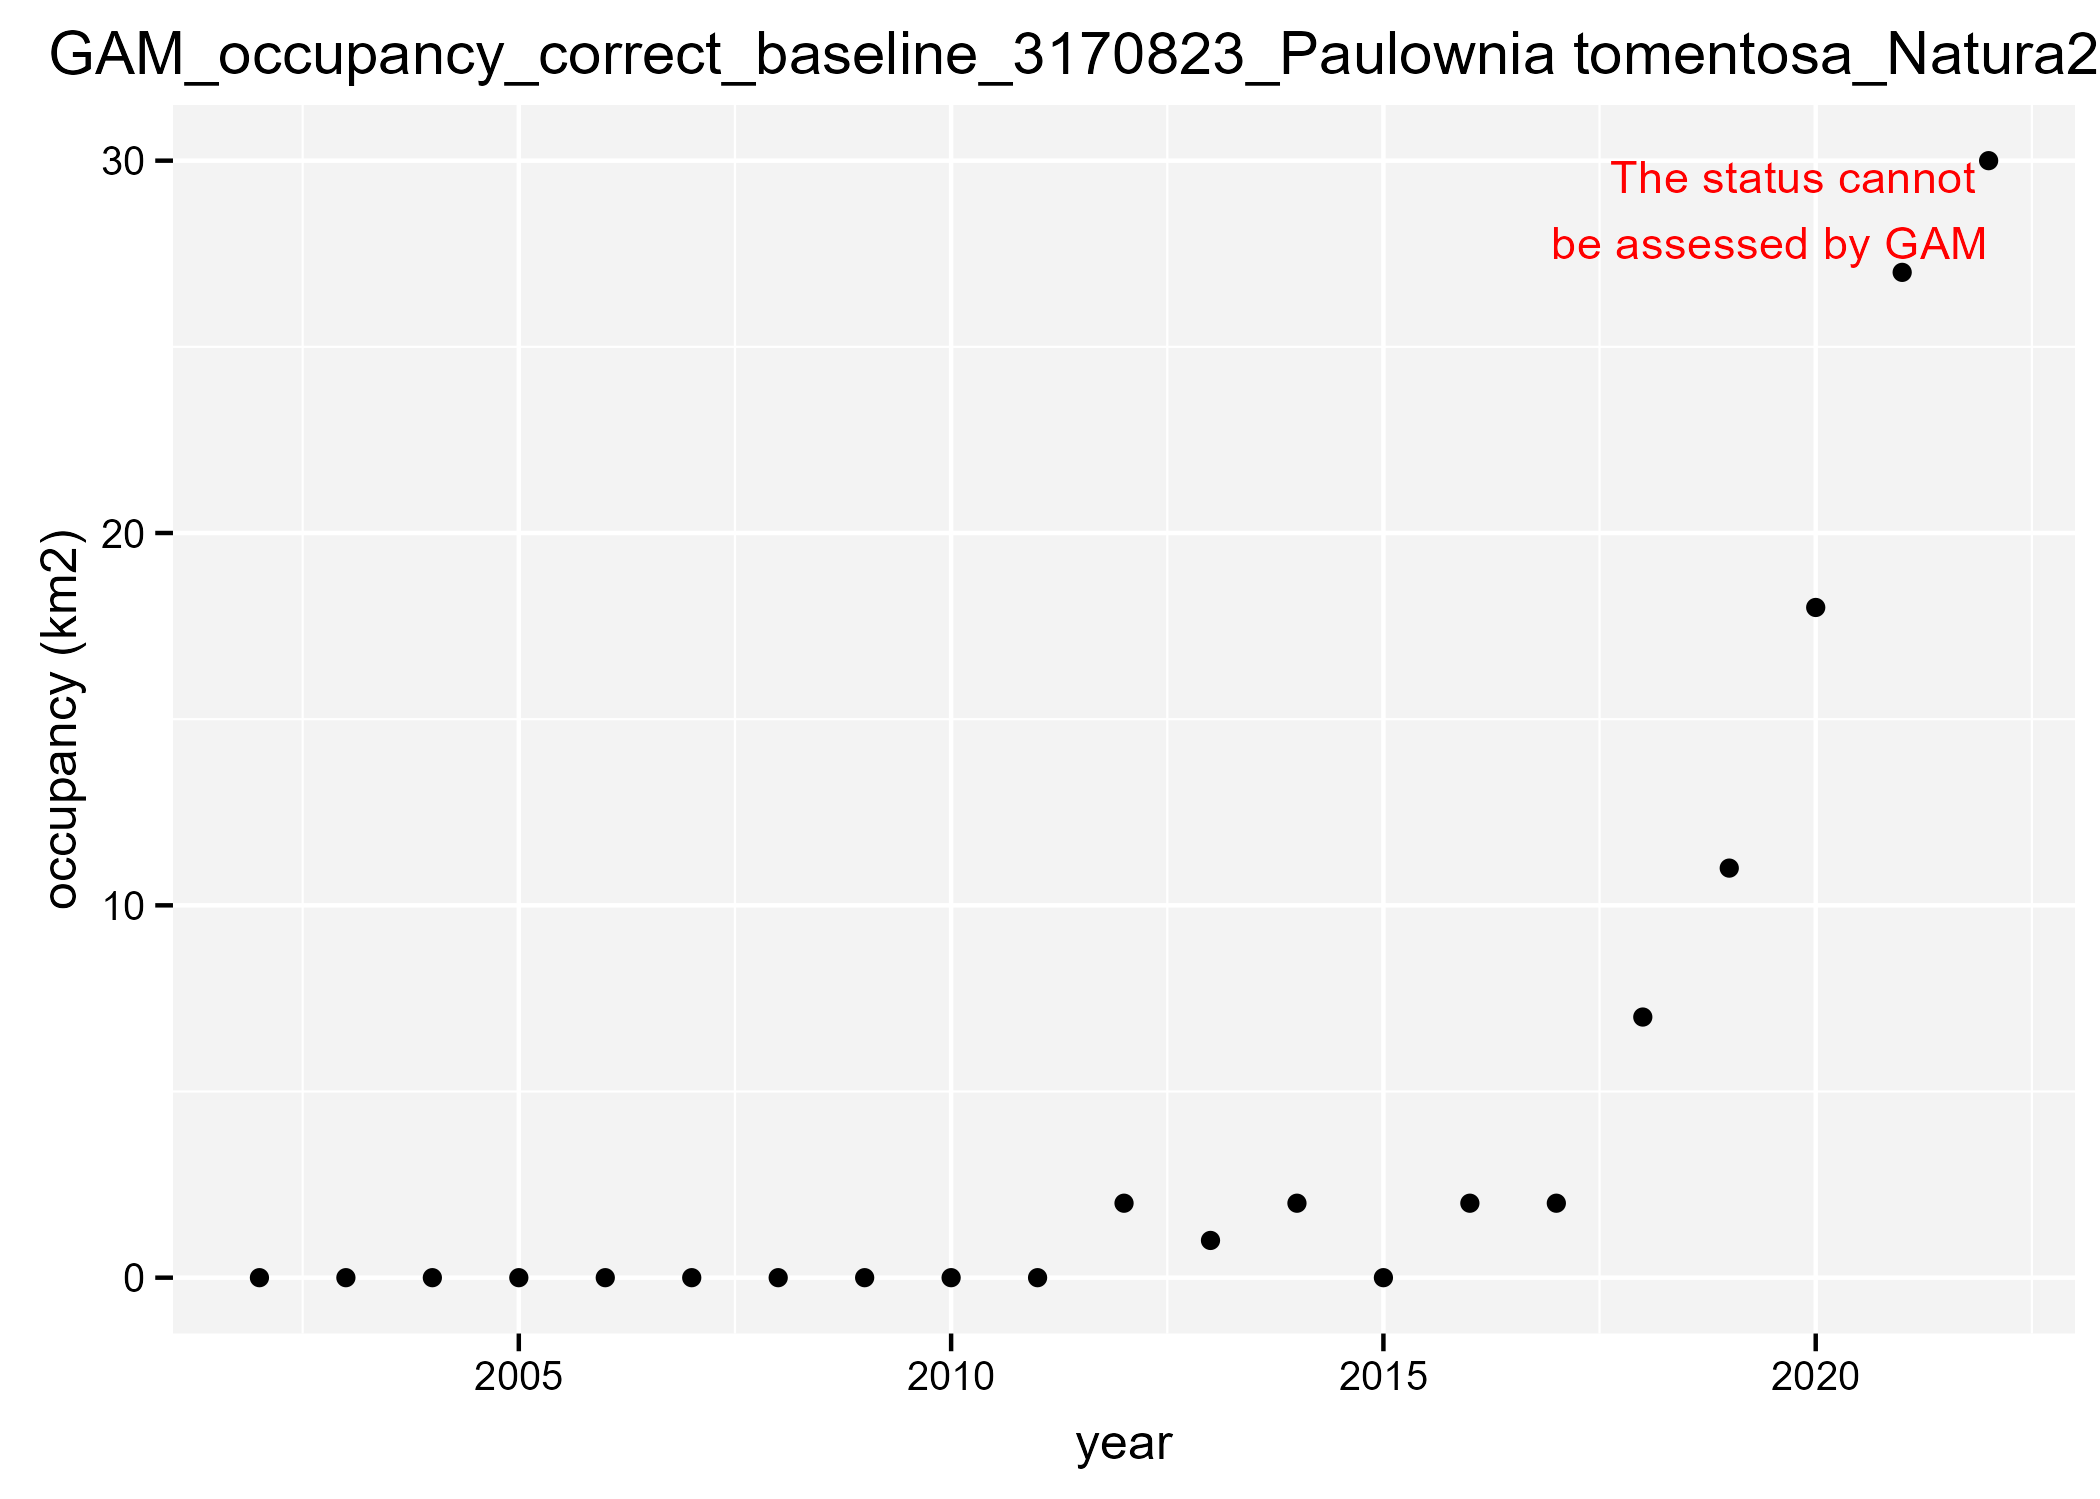 GAM_occupancy_correct_baseline_3170823_Paulownia tomentosa_Natura2
30
The status cannot
be assessed by GAM
20
occupancy (km2)
10
0
2005 2010 2015 2020
year